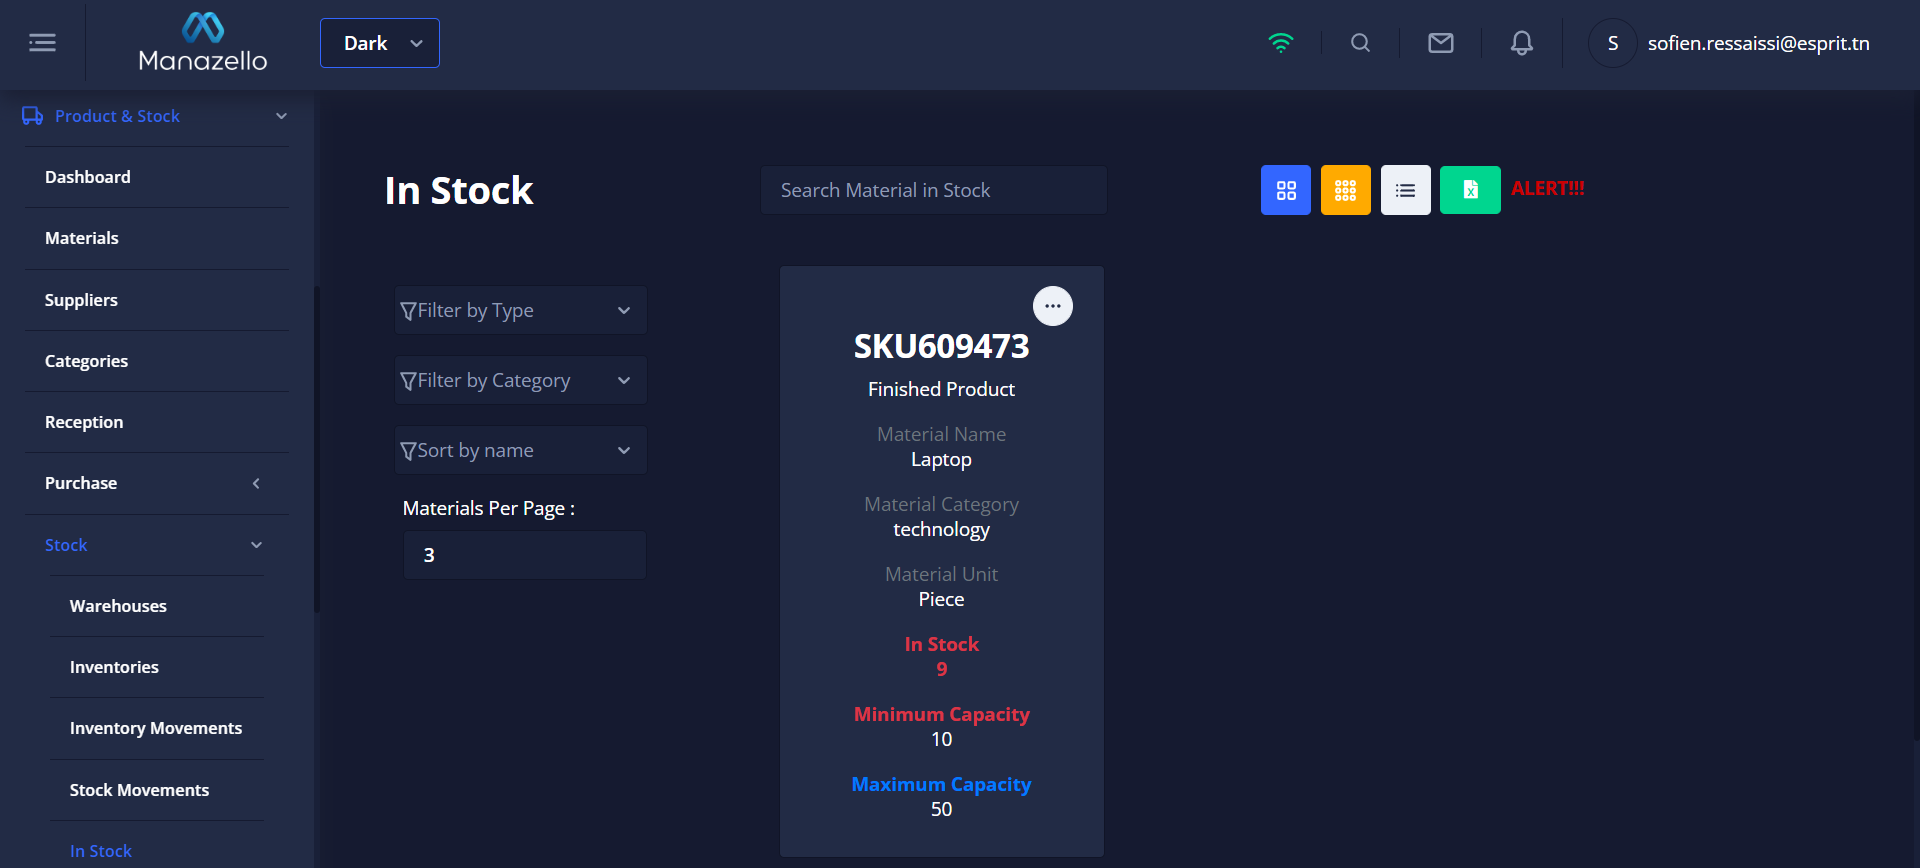 Manazello
Dark
S
sofien.ressaissi@esprit.tn
Product & Stock
Dashboard
Materials
Suppliers
Categories
Reception
Purchase
Stock
Warehouses
Inventories
Inventory Movements
Stock Movements
In Stock
In Stock
Search Material in Stock
X
ALERT!!!
Filter by Type
Filter by Category
Sort by name
Materials Per Page :
3
SKU609473
Finished Product
Material Name
Laptop
Material Category
technology
Material Unit
Piece
In Stock
9
Minimum Capacity
10
Maximum Capacity
50